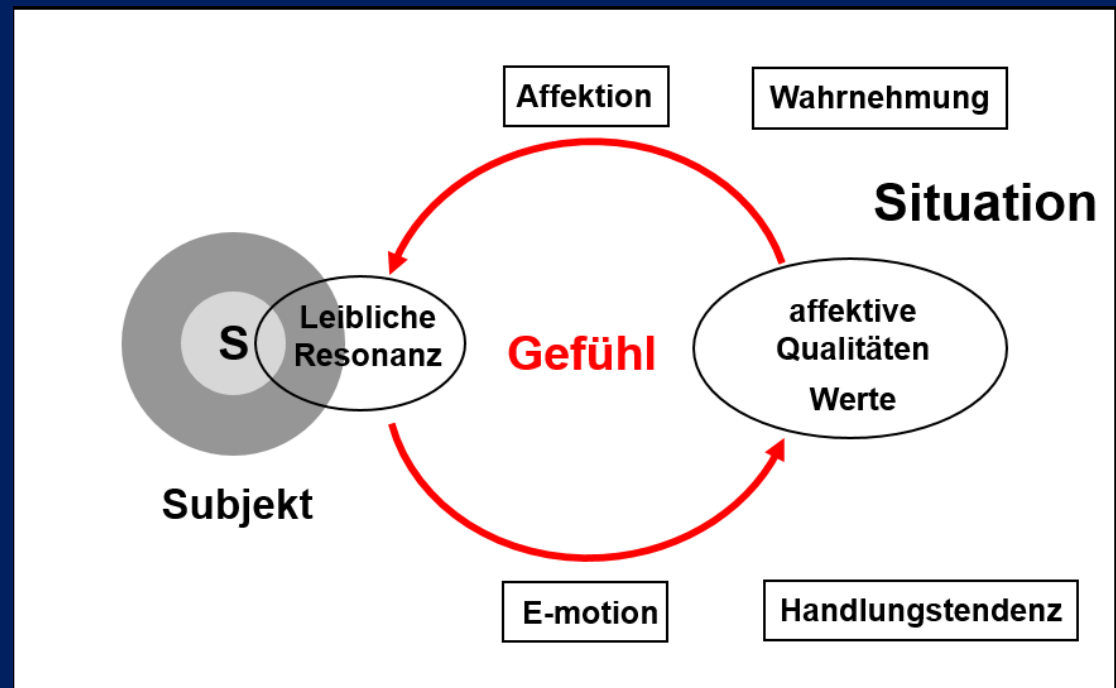 Affektion
Wahrnehmung
Situation
S
Leibliche
Resonanz
Gefühl
affektive
Qualitäten
Werte
Subjekt
E-motion
Handlungstendenz